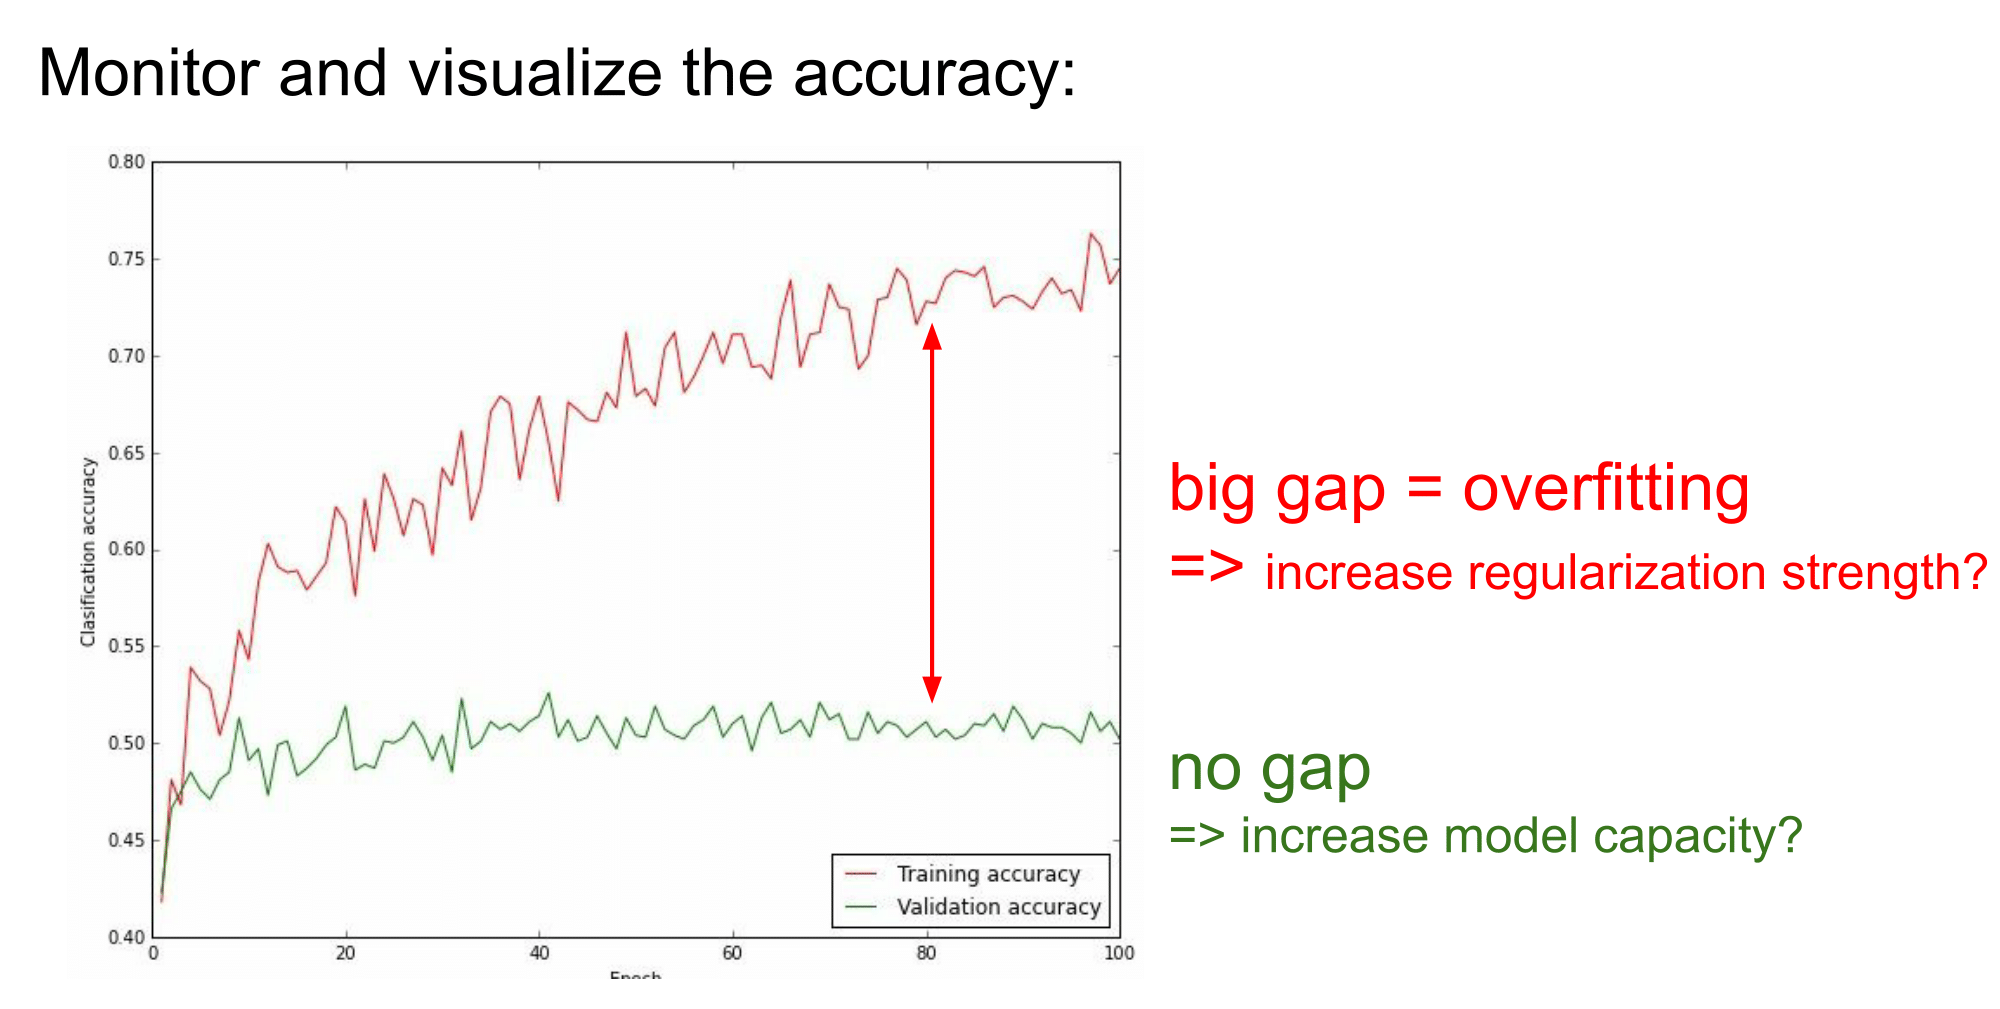 Monitor and visualize the accuracy:
0.80
0.75
0.70
0.65
0.60
0.55
0.50
0.45
0.40
Clasification accuracy
0 20 40 60 80 100
Epoch
Training accuracy
Validation accuracy
big gap = overfitting
=> increase regularization strength?
no gap
=> increase model capacity?